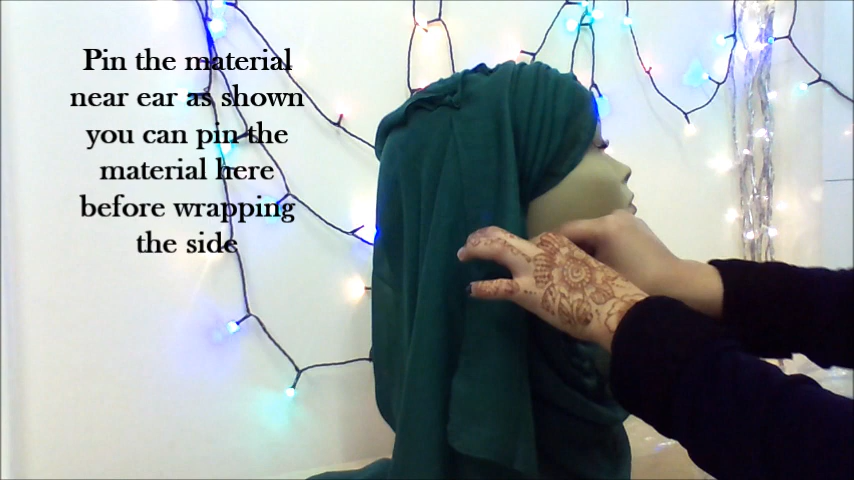 Pin the material
near ear as shown
you can pin the
material here
before wrapping
the side